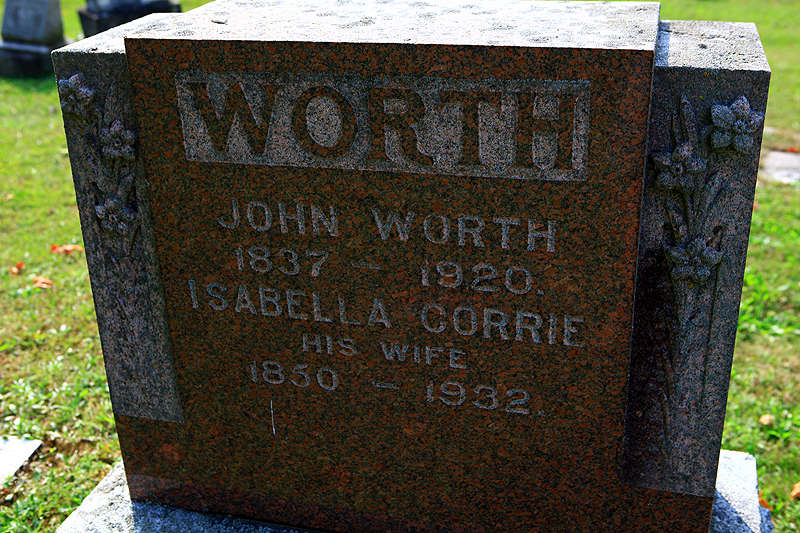 WORTH
JOHN WORTH
1837 — 1920.
ISABELLA CORRIE
HIS WIFE
1850 — 1932.